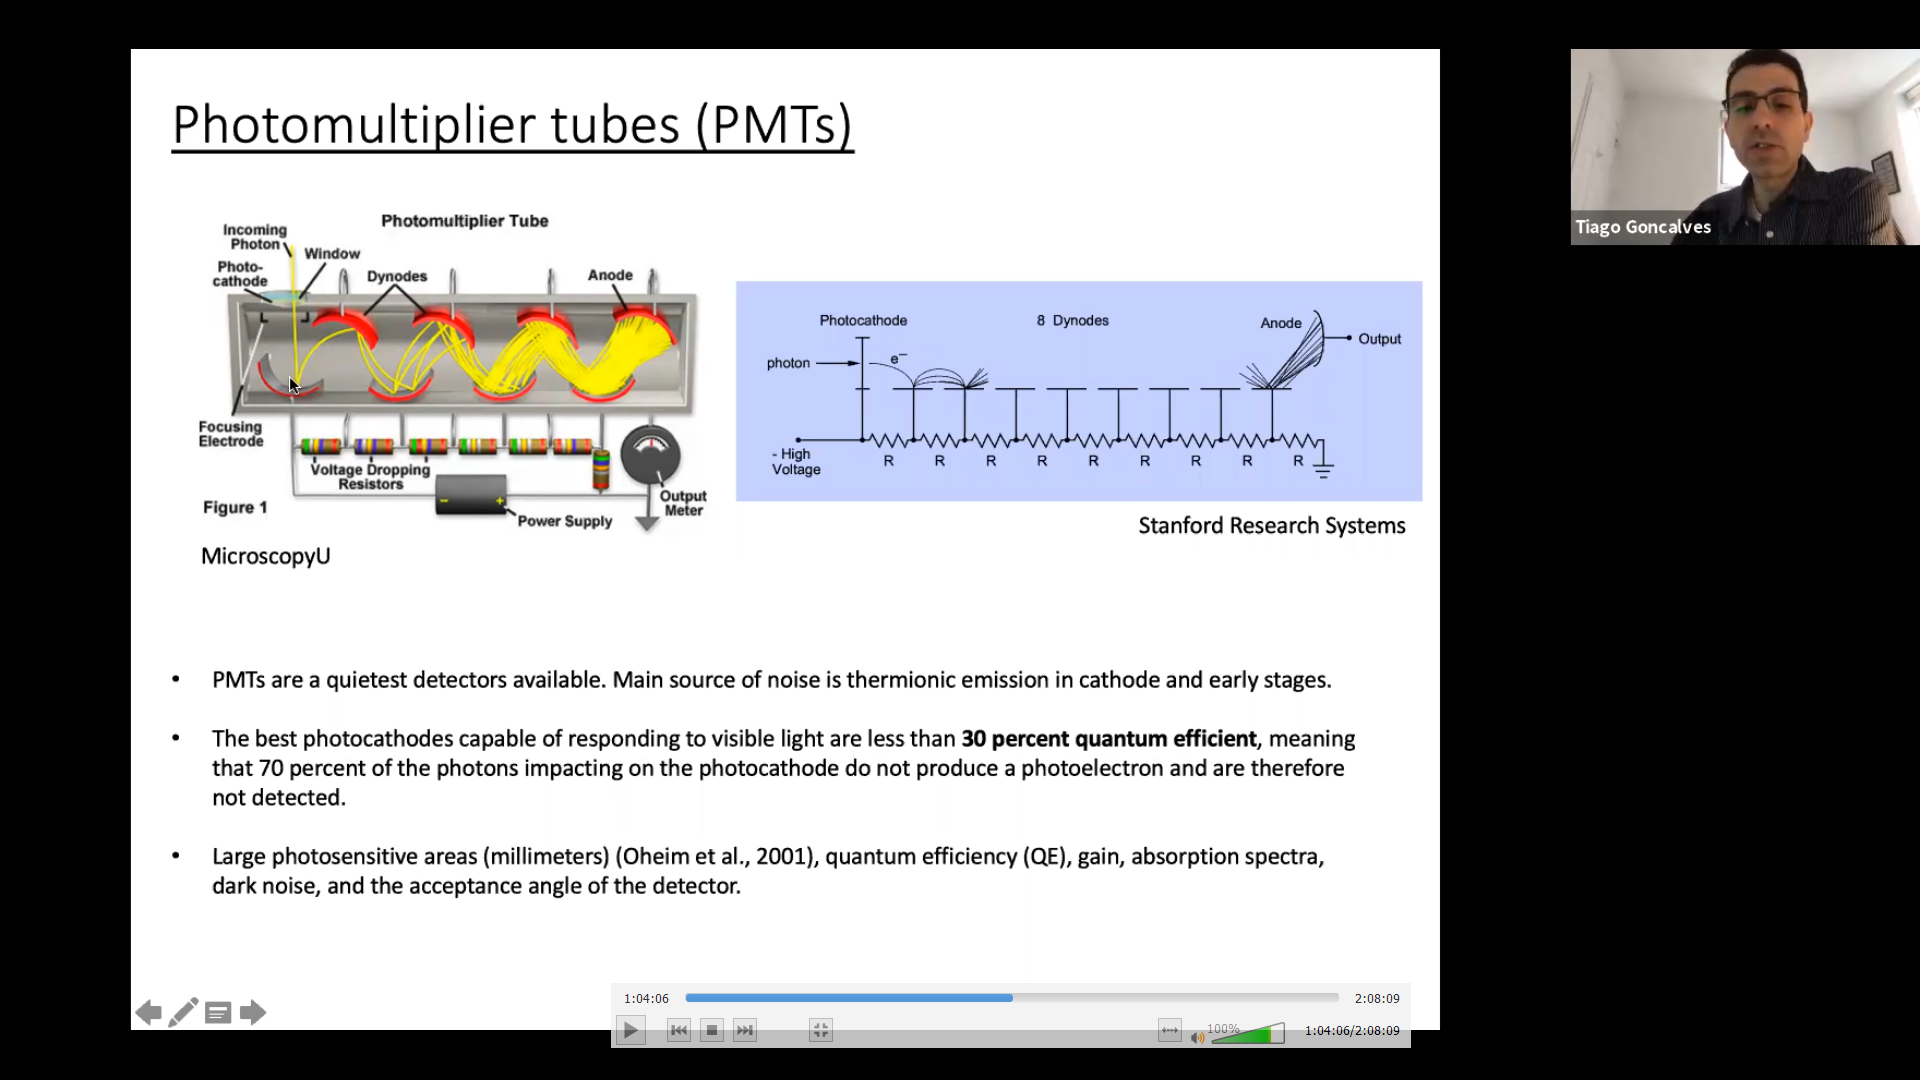 Photomultiplier tubes (PMTs)
Photomultiplier Tube
Incoming
Photon
Window
Photo-
cathode
Dynodes
Anode
Focusing
Electrode
Voltage Dropping
Resistors
Output
Meter
Power Supply
Figure 1
MicroscopyU
Photocathode
8 Dynodes
Anode
Output
photon
e−
- High
Voltage
R R R R R R R R R
Stanford Research Systems
• PMTs are a quietest detectors available. Main source of noise is thermionic emission in cathode and early stages.
• The best photocathodes capable of responding to visible light are less than 30 percent quantum efficient, meaning
that 70 percent of the photons impacting on the photocathode do not produce a photoelectron and are therefore
not detected.
• Large photosensitive areas (millimeters) (Oheim et al., 2001), quantum efficiency (QE), gain, absorption spectra,
dark noise, and the acceptance angle of the detector.
Tiago Goncalves
1:04:06
2:08:09
100%
1:04:06/2:08:09